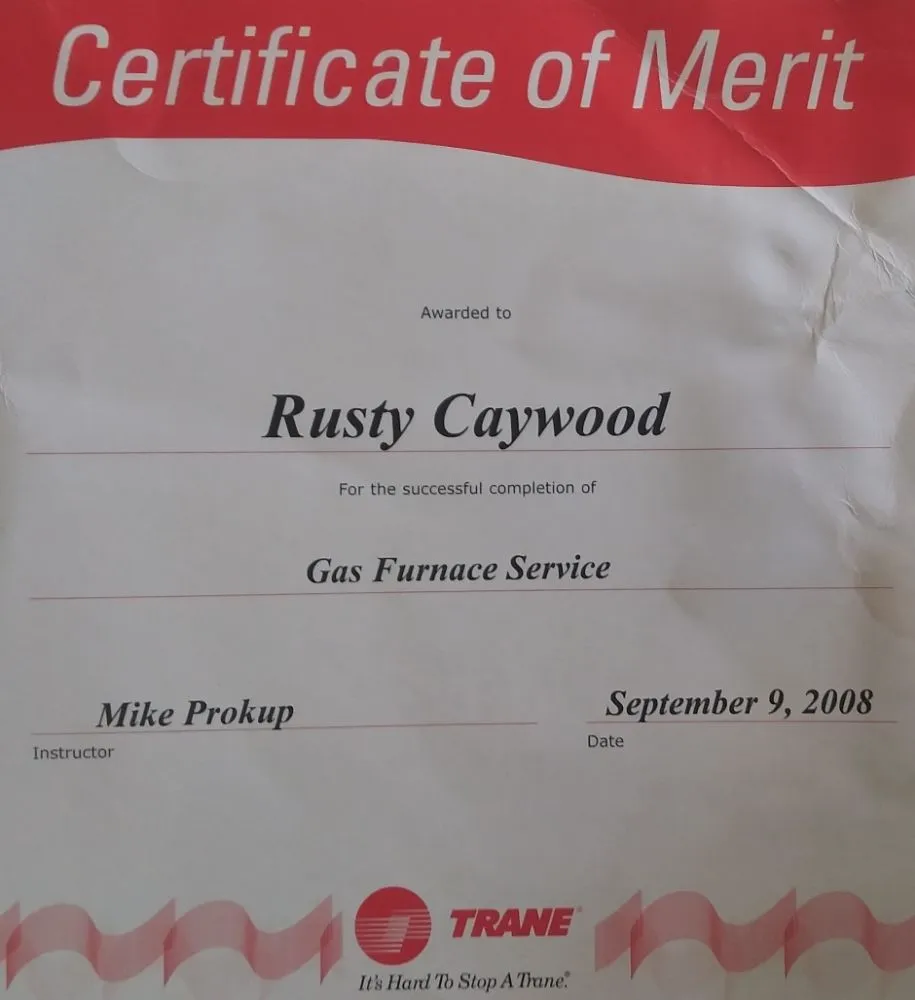 Certificate of Merit
Awarded to
Rusty Caywood
For the successful completion of
Gas Furnace Service
Mike Prokup
September 9, 2008
Instructor
Date
TRANE®
It's Hard To Stop A Trane.®